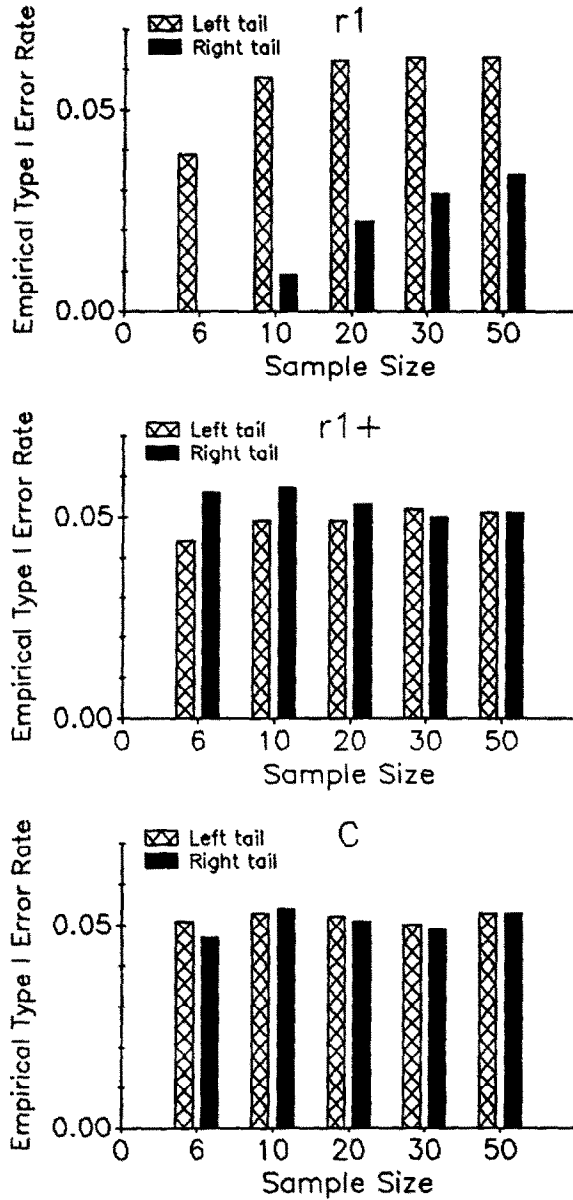 r1
Left tail
Right tail
Empirical Type I Error Rate
0.05
0.00
0 6 10 20 30 50
Sample Size
r1+
Left tail
Right tail
Empirical Type I Error Rate
0.05
0.00
0 6 10 20 30 50
Sample Size
C
Left tail
Right tail
Empirical Type I Error Rate
0.05
0.00
0 6 10 20 30 50
Sample Size